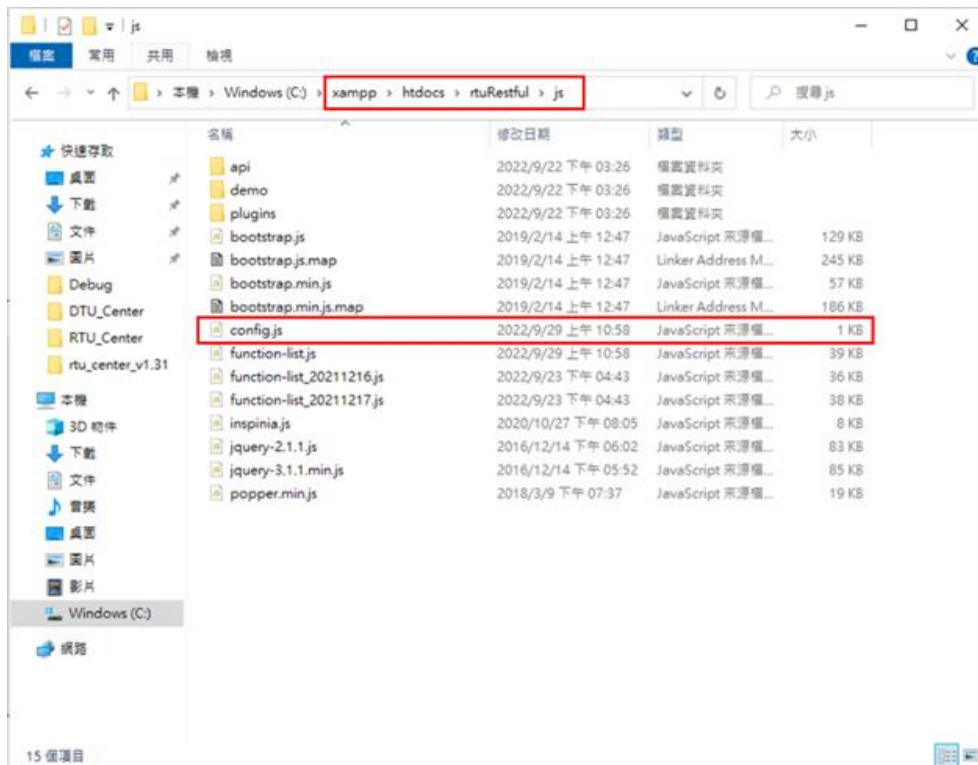 js
檔案 常用 共用 檢視
本機 > Windows (C:) > xampp > htdocs > rtuRestful > js 搜尋 js
名稱 修改日期 類型 大小
快速存取
桌面
下載
文件
圖片
Debug
DTU_Center
RTU_Center
rtu_center_v1.31
本機
3D 物件
下載
文件
音樂
桌面
圖片
影片
Windows (C:)
網路
api 2022/9/22 下午 03:26 檔案資料夾
demo 2022/9/22 下午 03:26 檔案資料夾
plugins 2022/9/22 下午 03:26 檔案資料夾
bootstrap.js 2019/2/14 上午 12:47 JavaScript 來源檔... 129 KB
bootstrap.js.map 2019/2/14 上午 12:47 Linker Address M... 245 KB
bootstrap.min.js 2019/2/14 上午 12:47 JavaScript 來源檔... 57 KB
bootstrap.min.js.map 2019/2/14 上午 12:47 Linker Address M... 186 KB
config.js 2022/9/29 上午 10:58 JavaScript 來源檔... 1 KB
function-list.js 2022/9/29 上午 10:58 JavaScript 來源檔... 39 KB
function-list_20211216.js 2022/9/23 下午 04:43 JavaScript 來源檔... 36 KB
function-list_20211217.js 2022/9/23 下午 04:43 JavaScript 來源檔... 38 KB
inspinia.js 2020/10/27 下午 08:05 JavaScript 來源檔... 8 KB
jquery-2.1.1.js 2016/12/14 下午 06:02 JavaScript 來源檔... 83 KB
jquery-3.1.1.min.js 2016/12/14 下午 05:52 JavaScript 來源檔... 85 KB
popper.min.js 2018/3/9 下午 07:37 JavaScript 來源檔... 19 KB
15 個項目